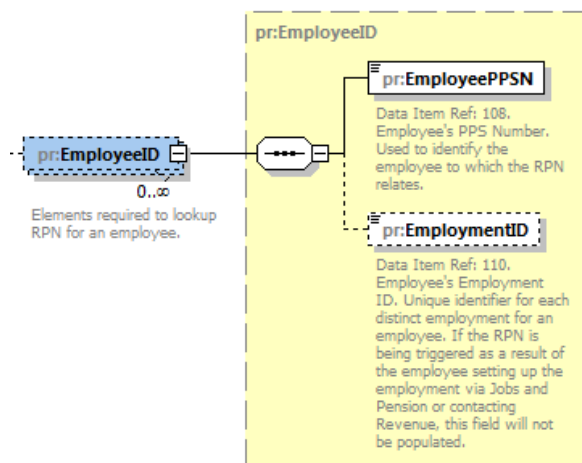 pr:EmployeeID
pr:EmployeePPSN
Data Item Ref: 108.
Employee's PPS Number.
Used to identify the
employee to which the RPN
relates.
pr:EmployeeID
0..∞
Elements required to lookup
RPN for an employee.
pr:EmploymentID
Data Item Ref: 110.
Employee's Employment
ID. Unique identifier for each
distinct employment for an
employee. If the RPN is
being triggered as a result of
the employee setting up the
employment via Jobs and
Pension or contacting
Revenue, this field will not
be populated.